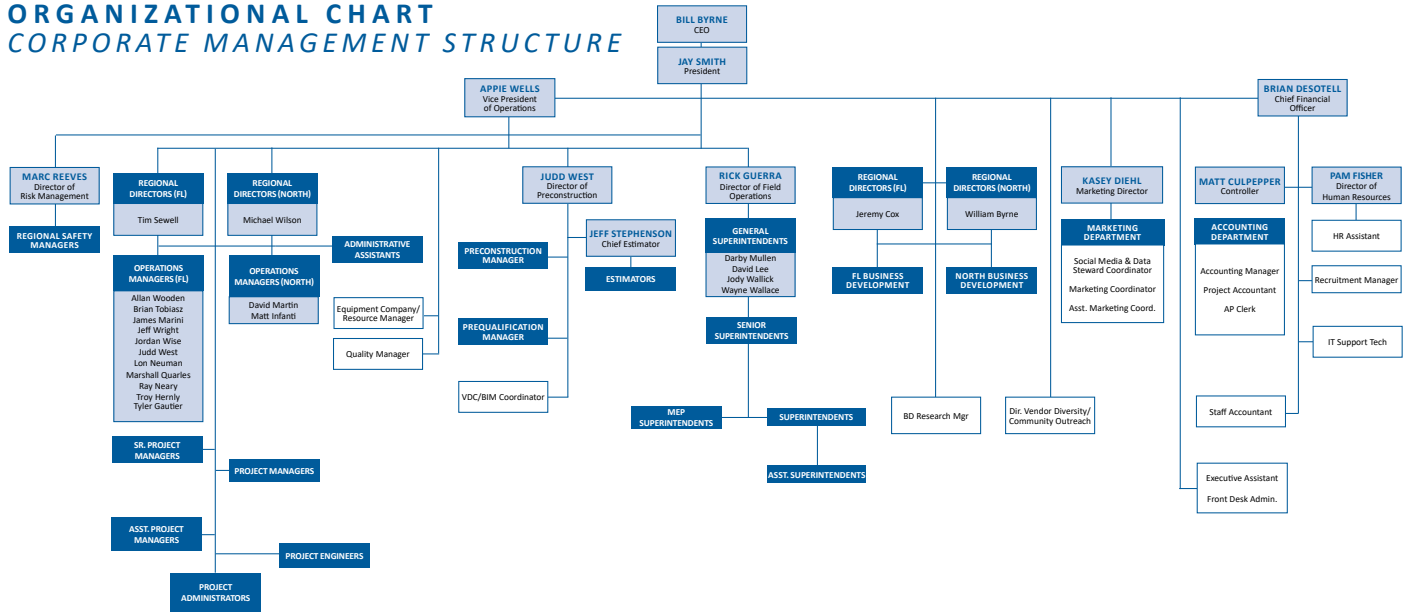 ORGANIZATIONAL CHART
CORPORATE MANAGEMENT STRUCTURE
BILL BYRNE
CEO
JAY SMITH
President
APPIE WELLS
Vice President
of Operations
BRIAN DESOTELL
Chief Financial
Officer
MARC REEVES
Director of
Risk Management
REGIONAL SAFETY
MANAGERS
REGIONAL
DIRECTORS (FL)
Tim Sewell
REGIONAL
DIRECTORS (NORTH)
Michael Wilson
ADMINISTRATIVE
ASSISTANTS
OPERATIONS
MANAGERS (FL)
Allan Wooden
Brian Tobiasz
James Marini
Jeff Wright
Jordan Wise
Judd West
Lon Neuman
Marshall Quarles
Ray Neary
Troy Hernly
Tyler Gautier
OPERATIONS
MANAGERS (NORTH)
David Martin
Matt Infanti
Equipment Company/
Resource Manager
Quality Manager
SR. PROJECT
MANAGERS
PROJECT MANAGERS
ASST. PROJECT
MANAGERS
PROJECT ENGINEERS
PROJECT
ADMINISTRATORS
JUDD WEST
Director of
Preconstruction
JEFF STEPHENSON
Chief Estimator
ESTIMATORS
PRECONSTRUCTION
MANAGER
PREQUALIFICATION
MANAGER
VDC/BIM Coordinator
RICK GUERRA
Director of Field
Operations
GENERAL
SUPERINTENDENTS
Darby Mullen
David Lee
Jody Wallick
Wayne Wallace
SENIOR
SUPERINTENDENTS
MEP
SUPERINTENDENTS
SUPERINTENDENTS
ASST. SUPERINTENDENTS
REGIONAL
DIRECTORS (FL)
Jeremy Cox
REGIONAL
DIRECTORS (NORTH)
William Byrne
FL BUSINESS
DEVELOPMENT
NORTH BUSINESS
DEVELOPMENT
BD Research Mgr
Dir. Vendor Diversity/
Community Outreach
KASEY DIEHL
Marketing Director
MARKETING
DEPARTMENT
Social Media & Data
Steward Coordinator
Marketing Coordinator
Asst. Marketing Coord.
MATT CULPEPPER
Controller
ACCOUNTING
DEPARTMENT
Accounting Manager
Project Accountant
AP Clerk
PAM FISHER
Director of
Human Resources
HR Assistant
Recruitment Manager
IT Support Tech
Staff Accountant
Executive Assistant
Front Desk Admin.